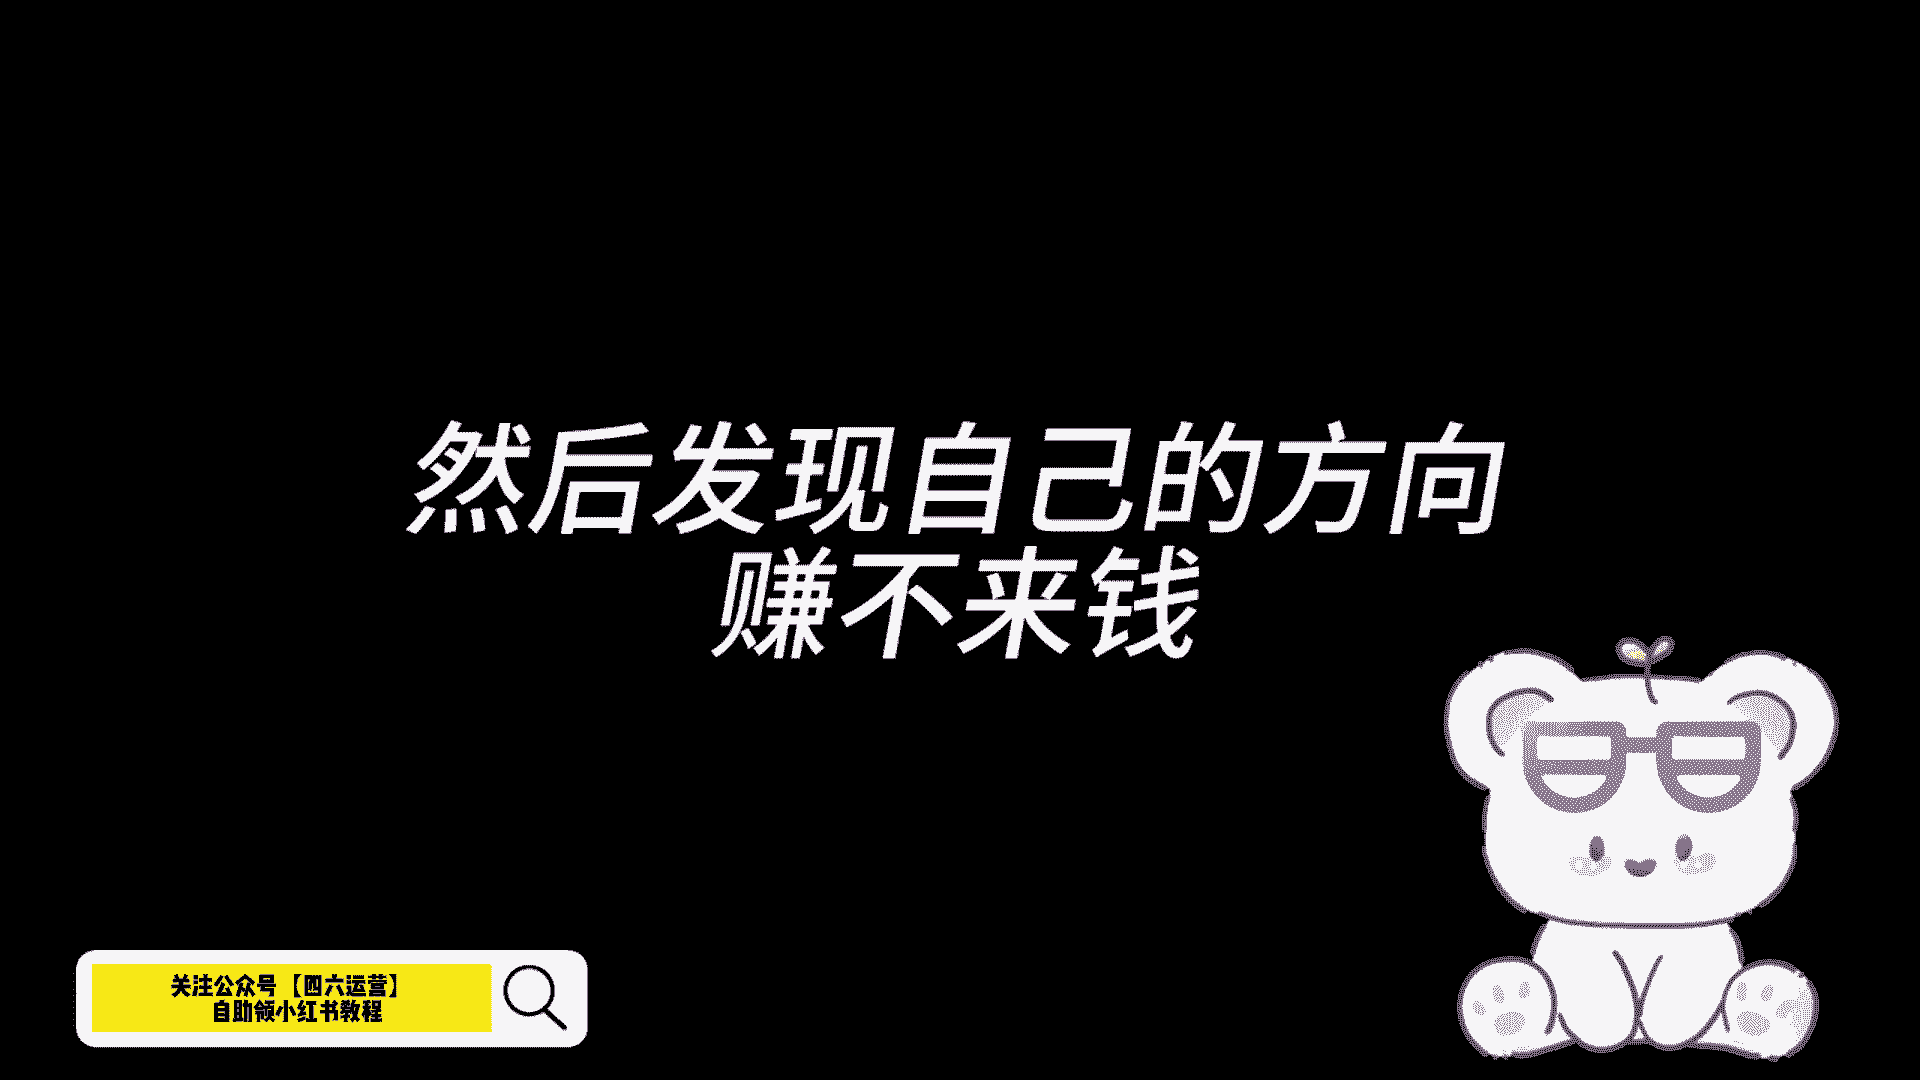 然后发现自己的方向
赚不来钱
关注公众号【四六运营】
自助领小红书教程